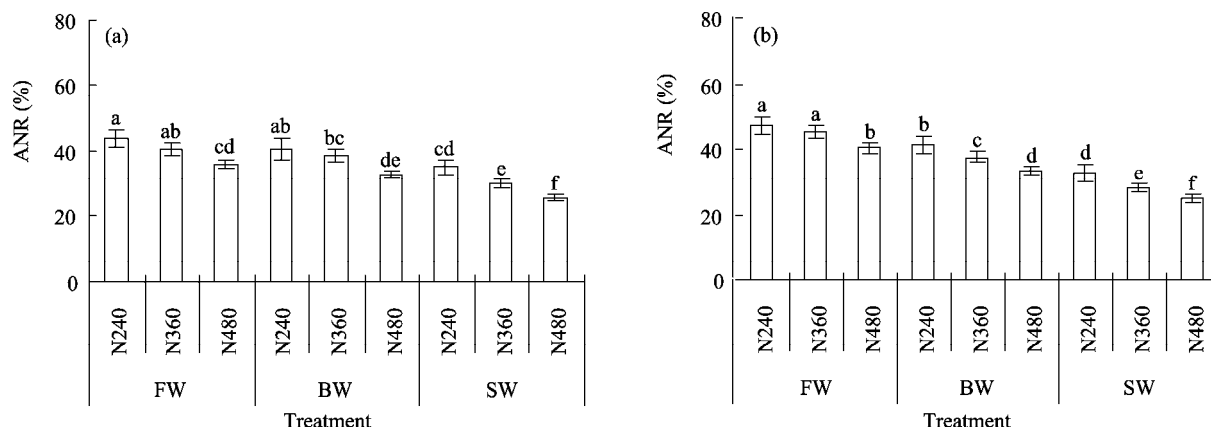 80
(a)
60
ANR (%)
a
ab
cd
ab
bc
de
cd
e
f
40
20
0
N240
N360
N480
N240
N360
N480
N240
N360
N480
FW
BW
SW
Treatment
80
(b)
60
ANR (%)
a
a
b
b
c
d
d
e
f
40
20
0
N240
N360
N480
N240
N360
N480
N240
N360
N480
FW
BW
SW
Treatment